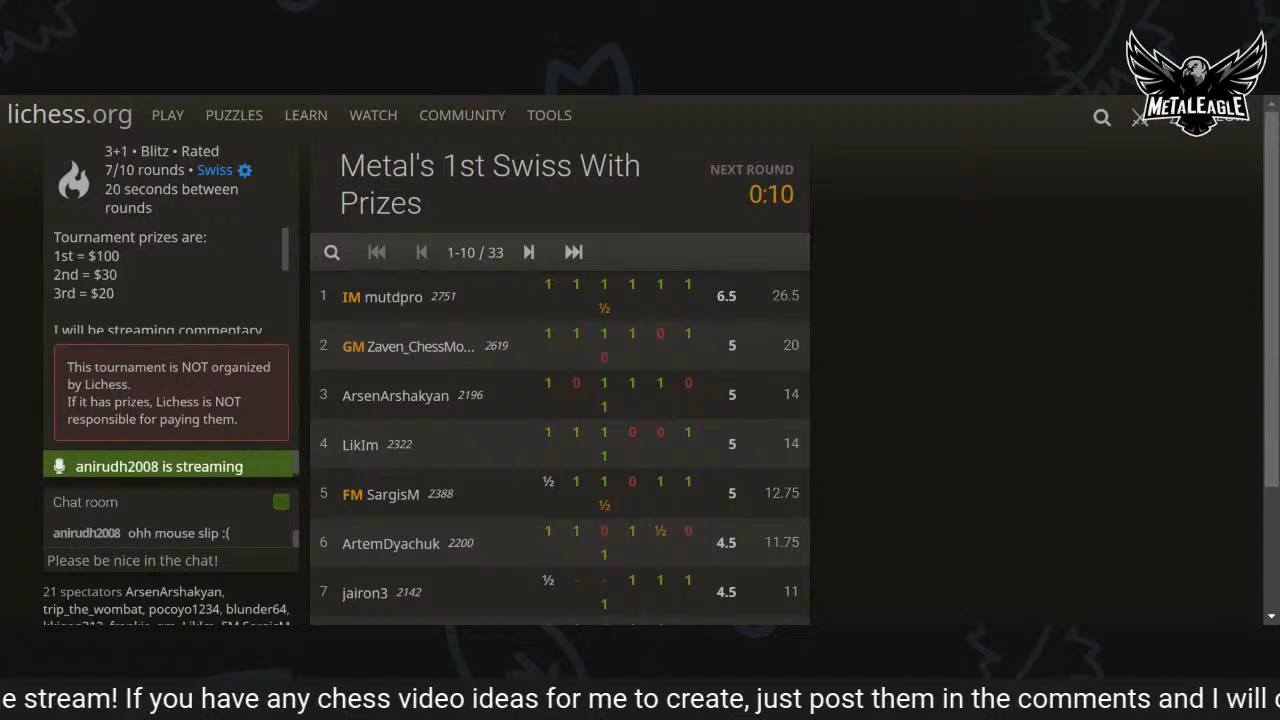 METALEAGLE
lichess.org PLAY PUZZLES LEARN WATCH COMMUNITY TOOLS
3+1 • Blitz • Rated
7/10 rounds • Swiss
20 seconds between
rounds
Tournament prizes are:
1st = $100
2nd = $30
3rd = $20
I will be streaming commentary
This tournament is NOT organized
by Lichess.
If it has prizes, Lichess is NOT
responsible for paying them.
anirudh2008 is streaming
Chat room
anirudh2008 ohh mouse slip :(
Please be nice in the chat!
21 spectators ArsenArshakyan,
trip_the_wombat, pocoyo1234, blunder64,
LikIm, FM SargisM
Metal's 1st Swiss With
Prizes
NEXT ROUND
0:10
1-10 / 33
1 IM mutdpro 2751 1 1 1 1 1 1 6.5 26.5
½
2 GM Zaven_ChessMo... 2619 1 1 1 1 0 1 5 20
0
3 ArsenArshakyan 2196 1 0 1 1 1 0 5 14
1
4 LikIm 2322 1 1 1 0 0 1 5 14
1
5 FM SargisM 2388 ½ 1 1 0 1 1 5 12.75
½
6 ArtemDyachuk 2200 1 1 0 1 ½ 0 4.5 11.75
1
7 jairon3 2142 ½ - - 1 1 1 4.5 11
1
e stream! If you have any chess video ideas for me to create, just post them in the comments and I will